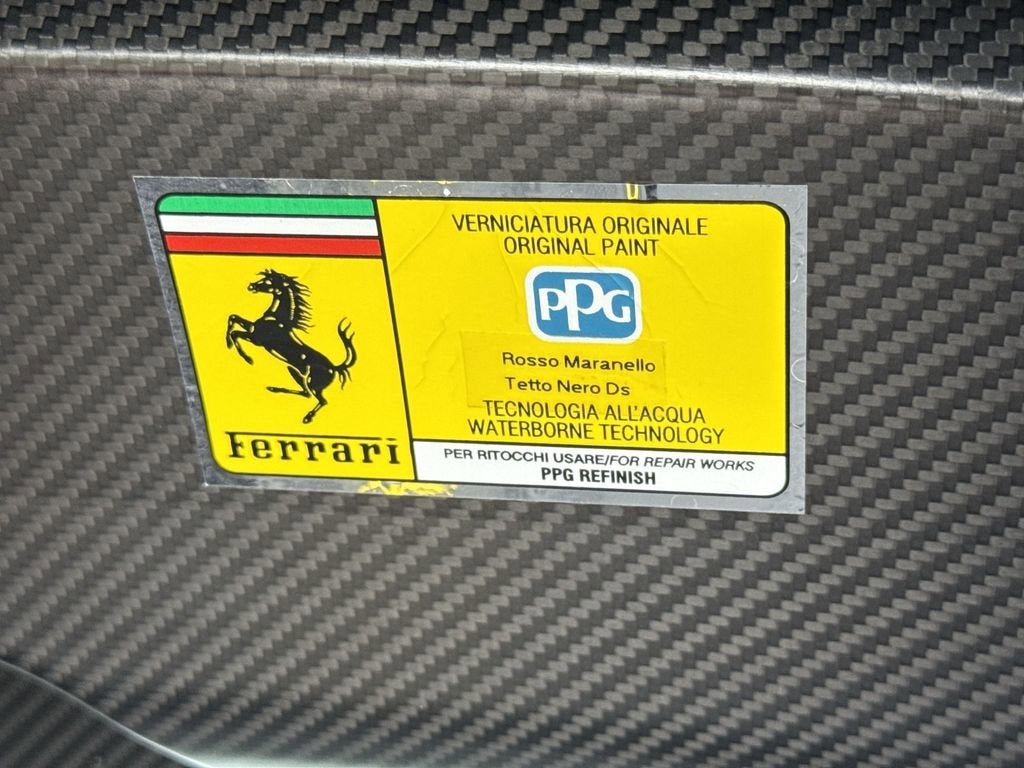 Ferrari
VERNICIATURA ORIGINALE
ORIGINAL PAINT
PPG
Rosso Maranello
Tetto Nero Ds
TECNOLOGIA ALL'ACQUA
WATERBORNE TECHNOLOGY
PER RITOCCHI USARE/FOR REPAIR WORKS
PPG REFINISH